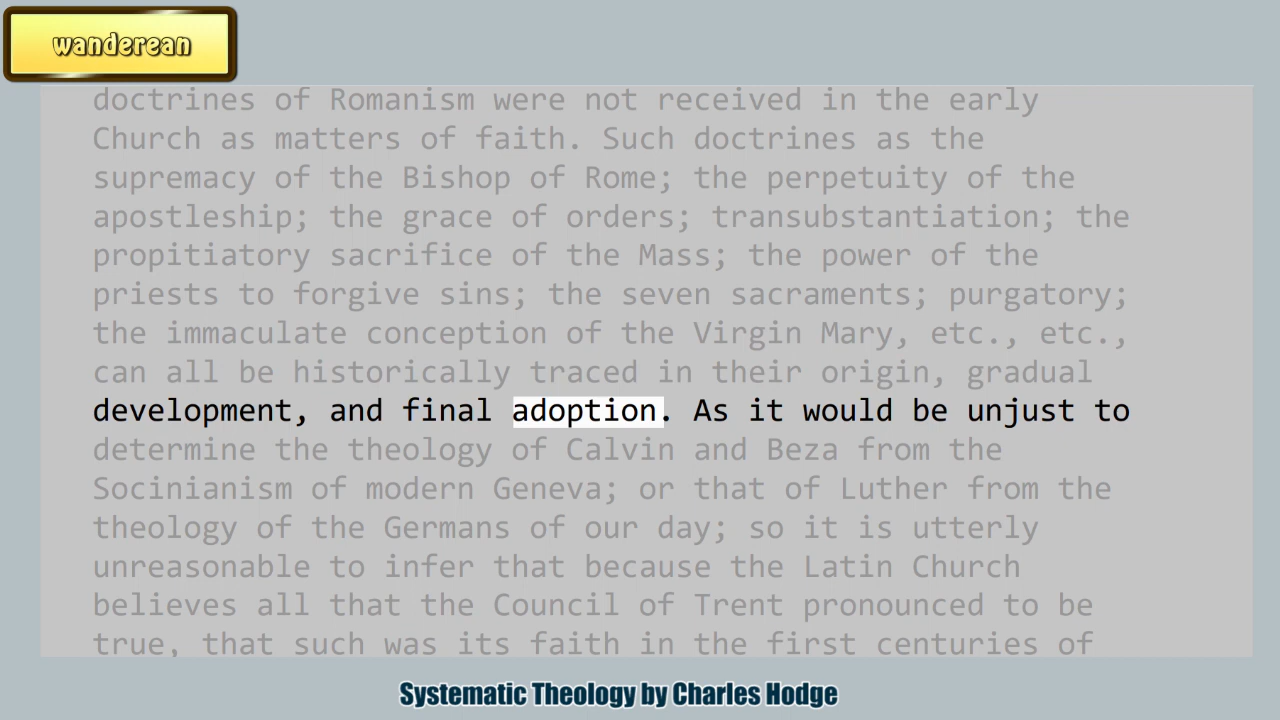 wanderean
doctrines of Romanism were not received in the early
Church as matters of faith. Such doctrines as the
supremacy of the Bishop of Rome; the perpetuity of the
apostleship; the grace of orders; transubstantiation; the
propitiatory sacrifice of the Mass; the power of the
priests to forgive sins; the seven sacraments; purgatory;
the immaculate conception of the Virgin Mary, etc., etc.,
can all be historically traced in their origin, gradual
development, and final adoption. As it would be unjust to
determine the theology of Calvin and Beza from the
Socinianism of modern Geneva; or that of Luther from the
theology of the Germans of our day; so it is utterly
unreasonable to infer that because the Latin Church
believes all that the Council of Trent pronounced to be
true, that such was its faith in the first centuries of
Systematic Theology by Charles Hodge